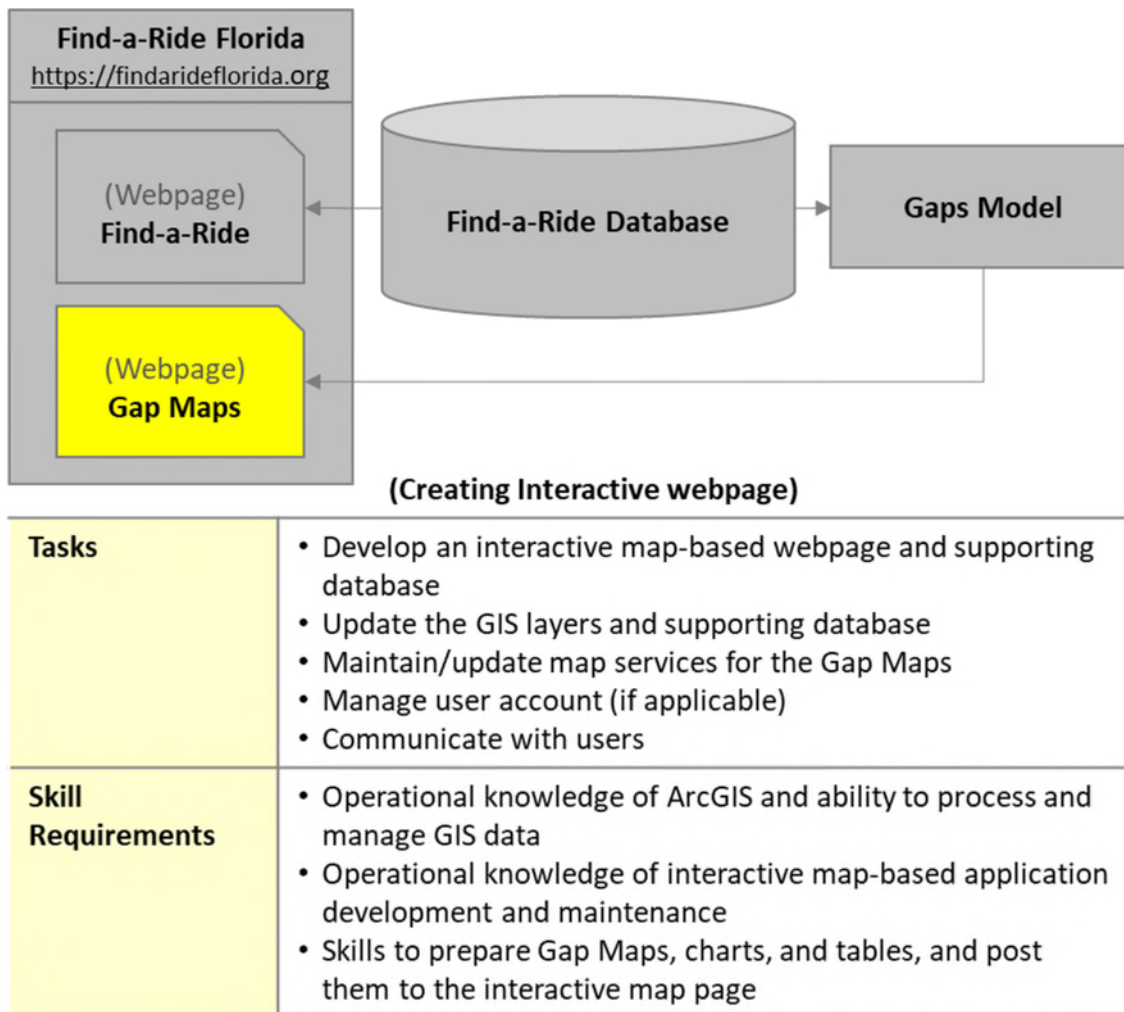 Find-a-Ride Florida
https://findarideflorida.org
(Webpage)
Find-a-Ride
Find-a-Ride Database
Gaps Model
(Webpage)
Gap Maps
(Creating Interactive webpage)
Tasks
• Develop an interactive map-based webpage and supporting
database
• Update the GIS layers and supporting database
• Maintain/update map services for the Gap Maps
• Manage user account (if applicable)
• Communicate with users
Skill
Requirements
• Operational knowledge of ArcGIS and ability to process and
manage GIS data
• Operational knowledge of interactive map-based application
development and maintenance
• Skills to prepare Gap Maps, charts, and tables, and post
them to the interactive map page